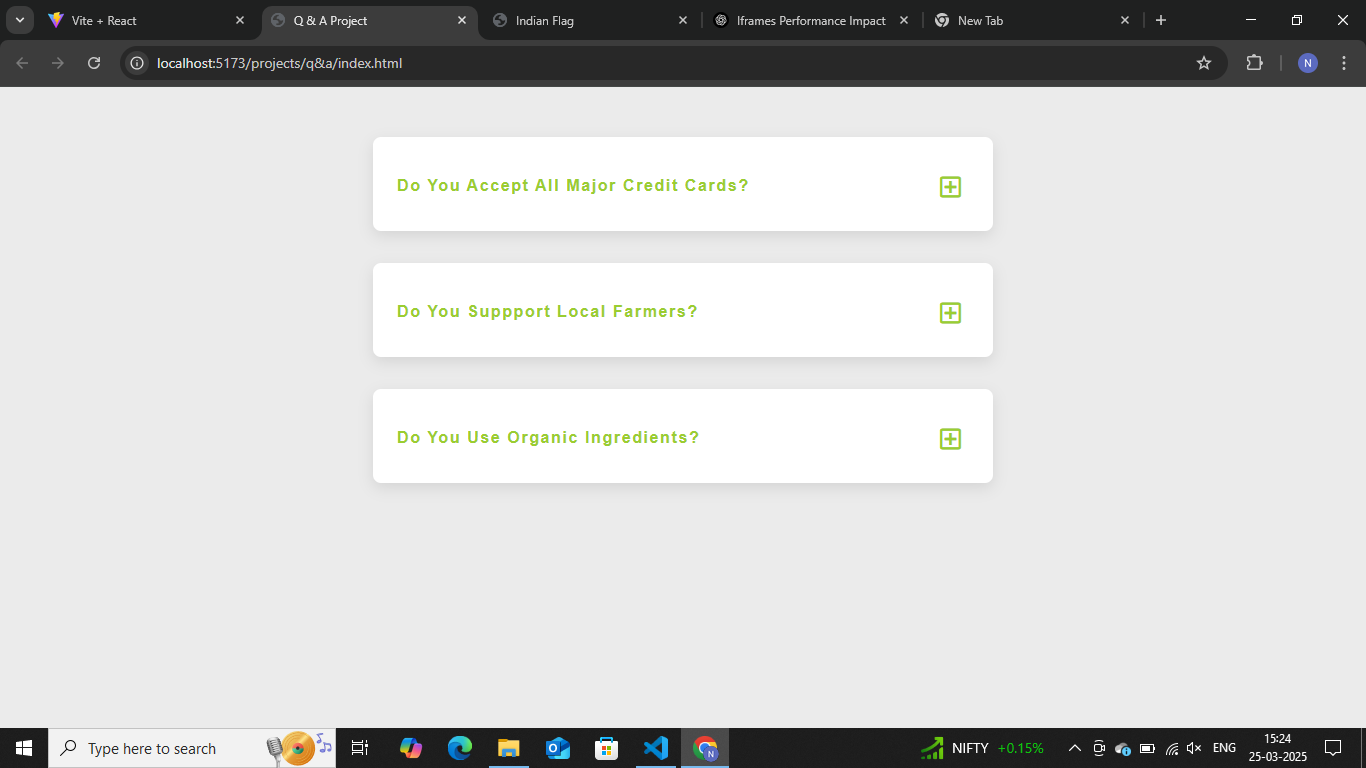 Vite + React
Q & A Project
Indian Flag
Iframes Performance Impact
New Tab
localhost:5173/projects/q&a/index.html
N
Do You Accept All Major Credit Cards?
Do You Suppport Local Farmers?
Do You Use Organic Ingredients?
Type here to search
N
NIFTY +0.15%
ENG
15:24
25-03-2025